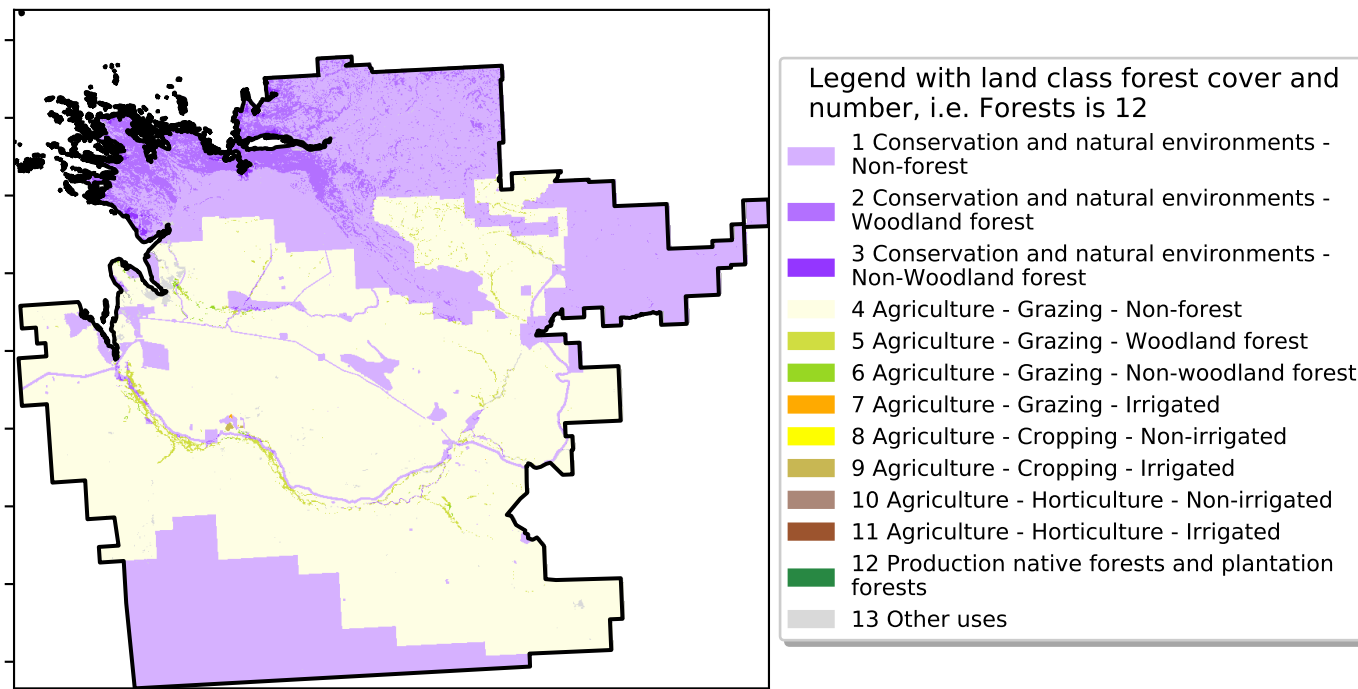 Legend with land class forest cover and
number, i.e. Forests is 12
1 Conservation and natural environments -
Non-forest
2 Conservation and natural environments -
Woodland forest
3 Conservation and natural environments -
Non-Woodland forest
4 Agriculture - Grazing - Non-forest
5 Agriculture - Grazing - Woodland forest
6 Agriculture - Grazing - Non-woodland forest
7 Agriculture - Grazing - Irrigated
8 Agriculture - Cropping - Non-irrigated
9 Agriculture - Cropping - Irrigated
10 Agriculture - Horticulture - Non-irrigated
11 Agriculture - Horticulture - Irrigated
12 Production native forests and plantation
forests
13 Other uses